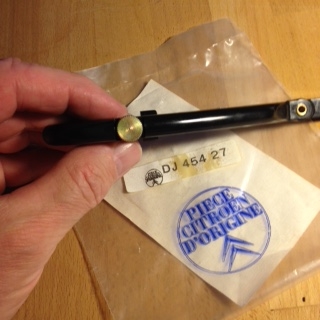 DJ 454 27
PIECE
CITROËN
D'ORIGINE